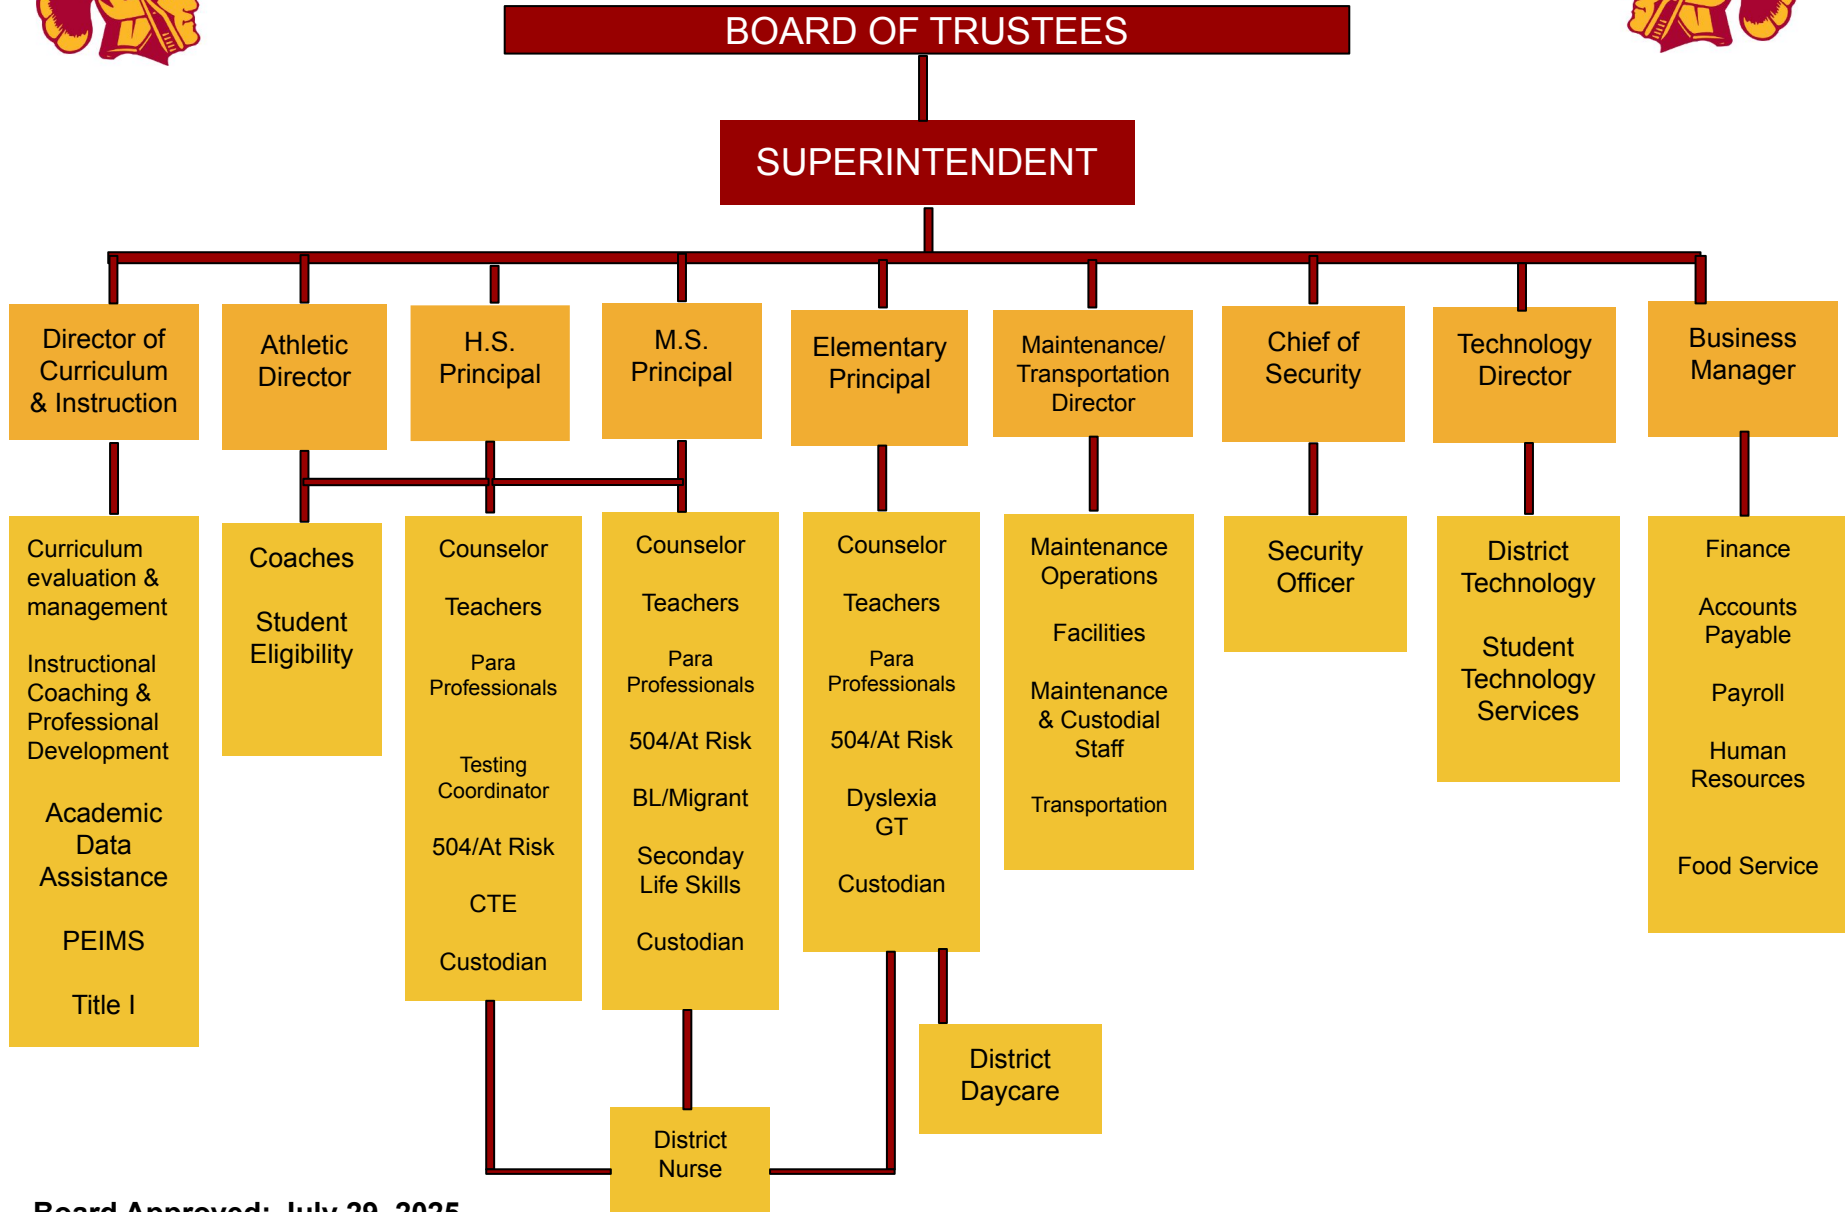 BOARD OF TRUSTEES
SUPERINTENDENT
Director of
Curriculum
& Instruction
Athletic
Director
H.S.
Principal
M.S.
Principal
Elementary
Principal
Maintenance/
Transportation
Director
Chief of
Security
Technology
Director
Business
Manager
Curriculum
evaluation &
management
Instructional
Coaching &
Professional
Development
Academic
Data
Assistance
PEIMS
Title I
Coaches
Student
Eligibility
Counselor
Teachers
Para
Professionals
Testing
Coordinator
504/At Risk
CTE
Custodian
Counselor
Teachers
Para
Professionals
504/At Risk
BL/Migrant
Seconday
Life Skills
Custodian
Counselor
Teachers
Para
Professionals
504/At Risk
Dyslexia
GT
Custodian
Maintenance
Operations
Facilities
Maintenance
& Custodial
Staff
Transportation
Security
Officer
District
Technology
Student
Technology
Services
Finance
Accounts
Payable
Payroll
Human
Resources
Food Service
District
Daycare
District
Nurse
Board Approved: July 29, 2025